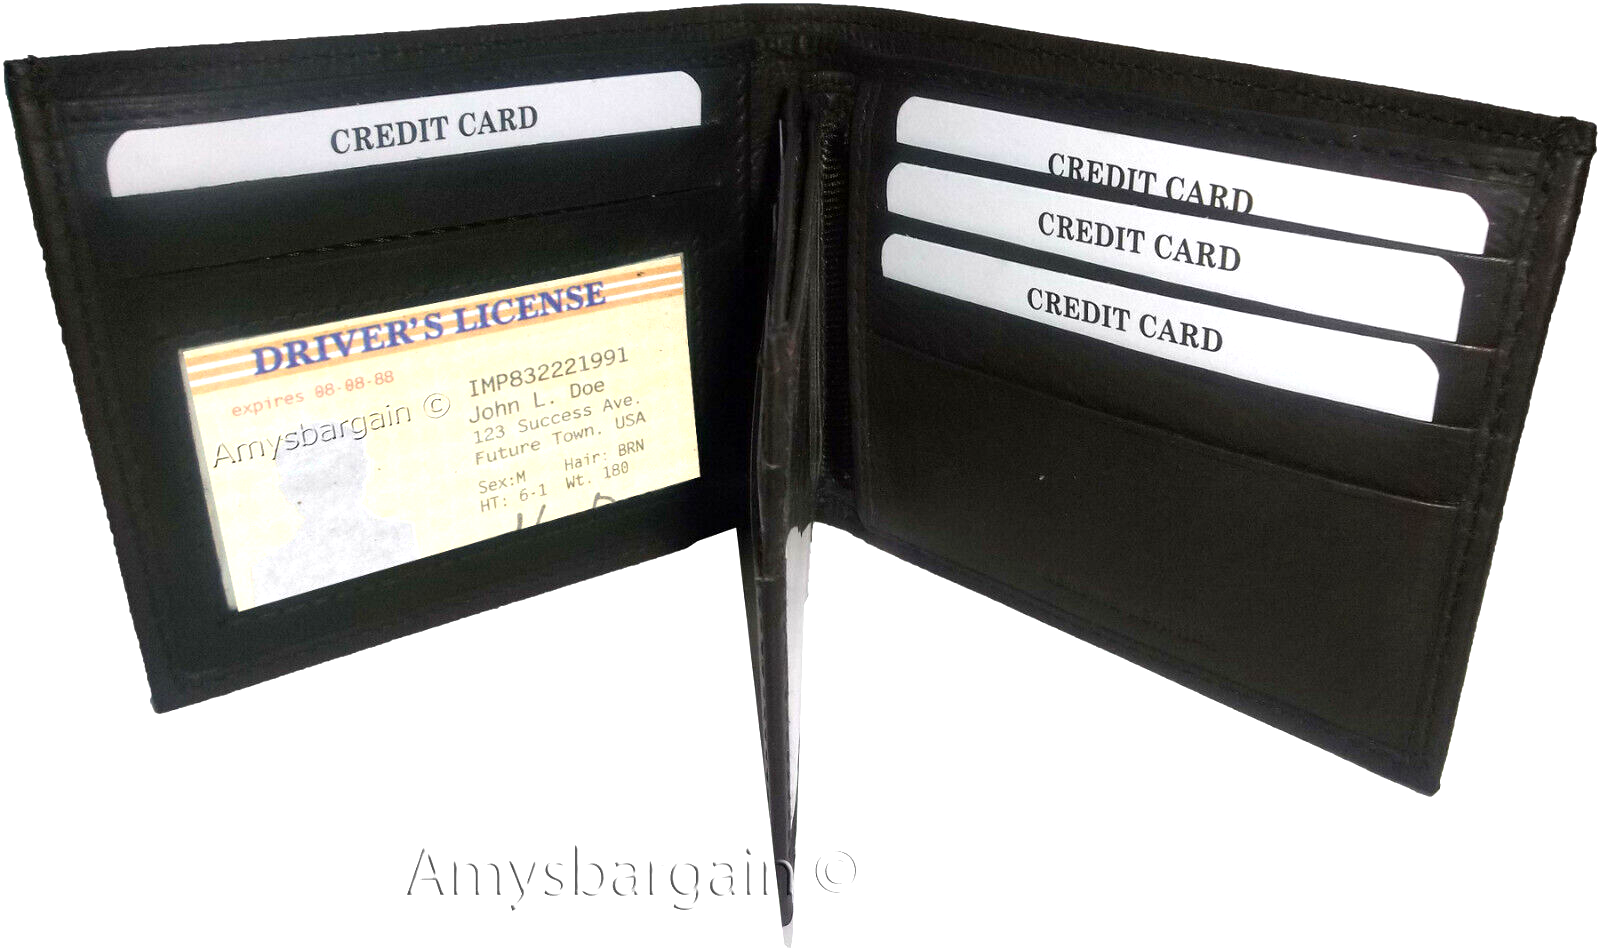 CREDIT CARD
DRIVER'S LICENSE
expires 08-08-88
Amysbargain ©
IMP832221991
John L. Doe
123 Success Ave.
Future Town. USA
Sex:M Hair: BRN
HT: 6-1 Wt. 180
CREDIT CARD
CREDIT CARD
CREDIT CARD
Amysbargain ©